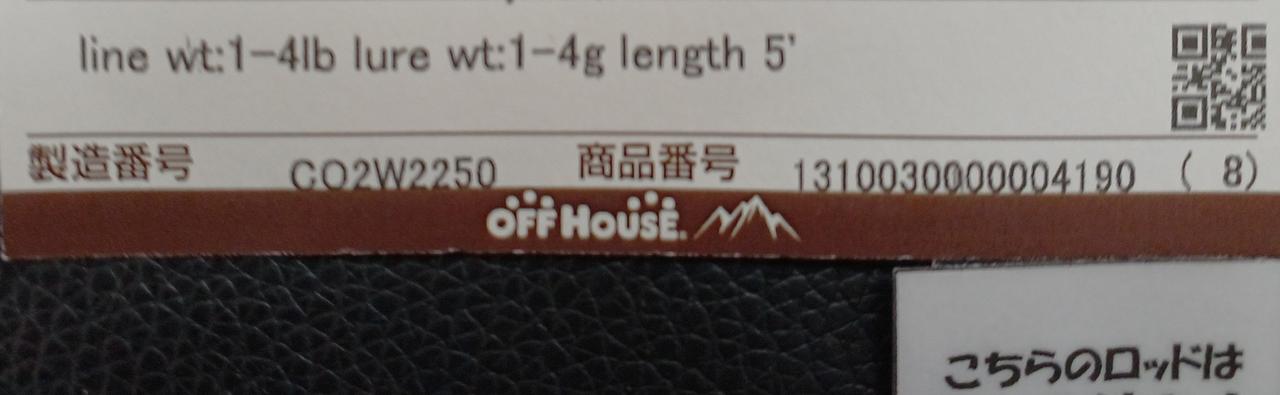 line wt:1-4lb lure wt:1-4g length 5'
製造番号 CO2W2250 商品番号 1310030000004190 ( 8)
OFF HOUSE.
こちらのロッドは